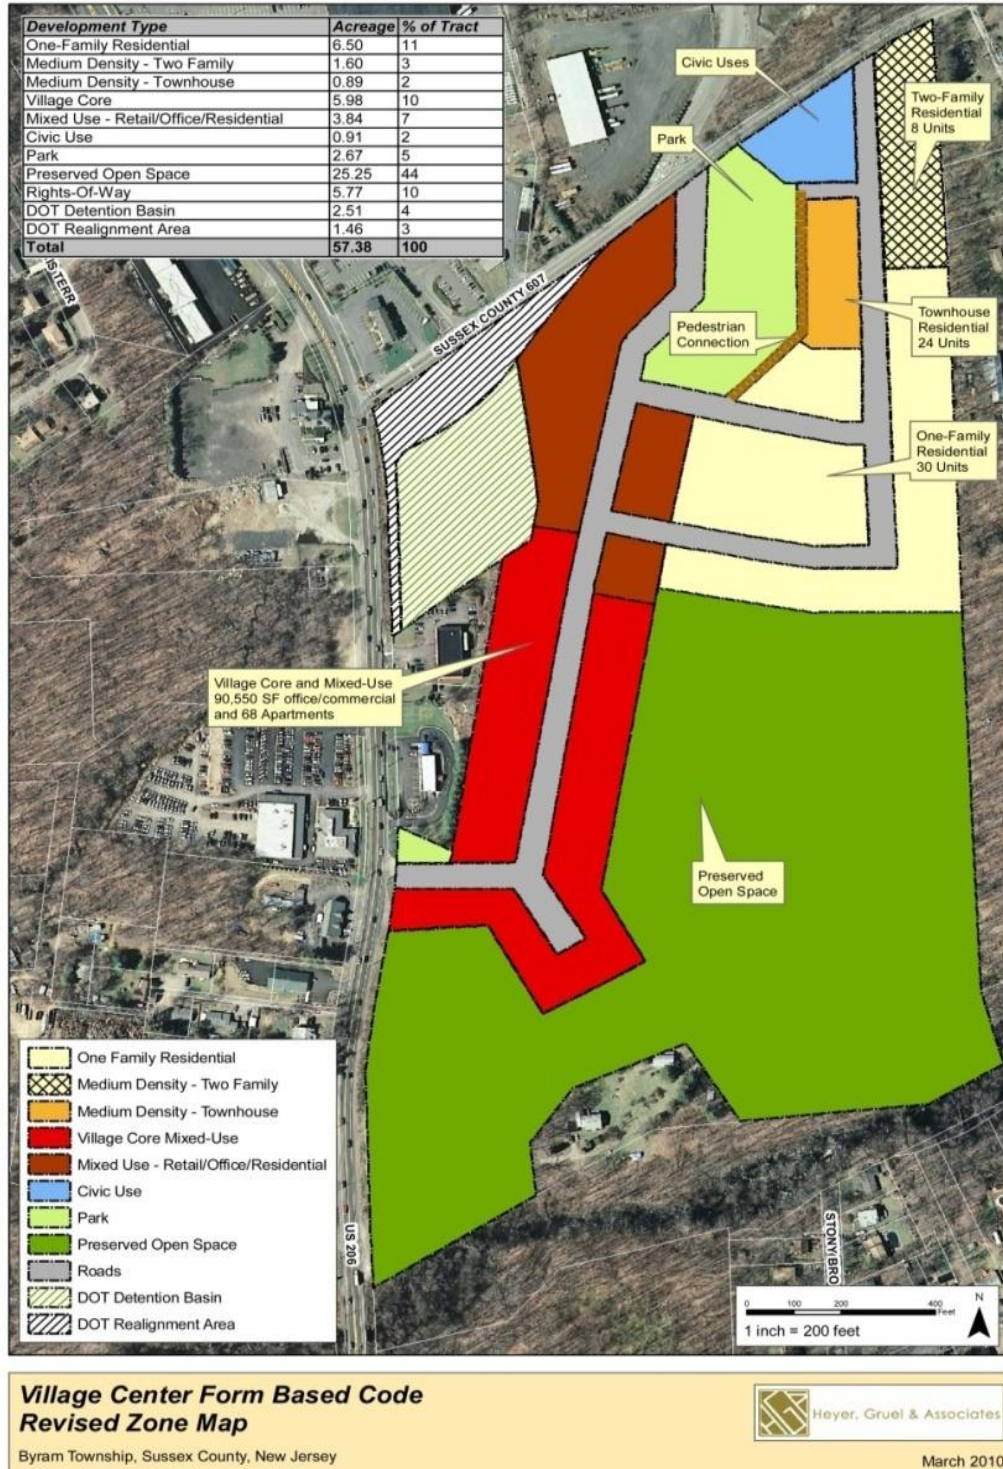 Development Type Acreage % of Tract
One-Family Residential 6.50 11
Medium Density - Two Family 1.60 3
Medium Density - Townhouse 0.89 2
Village Core 5.98 10
Mixed Use - Retail/Office/Residential 3.84 7
Civic Use 0.91 2
Park 2.67 5
Preserved Open Space 25.25 44
Rights-Of-Way 5.77 10
DOT Detention Basin 2.51 4
DOT Realignment Area 1.46 3
Total 57.38 100
Civic Uses
Two-Family
Residential
8 Units
Park
TERR
SUSSEX COUNTY 607
Pedestrian
Connection
Townhouse
Residential
24 Units
One-Family
Residential
30 Units
Village Core and Mixed-Use
90,550 SF office/commercial
and 68 Apartments
Preserved
Open Space
One Family Residential
Medium Density - Two Family
Medium Density - Townhouse
Village Core Mixed-Use
Mixed Use - Retail/Office/Residential
Civic Use
Park
Preserved Open Space
Roads
DOT Detention Basin
DOT Realignment Area
US 206
STONY BRO
0 100 200 400
Feet
N
1 inch = 200 feet
Village Center Form Based Code
Revised Zone Map
Byram Township, Sussex County, New Jersey
Heyer, Gruel & Associates
March 2010